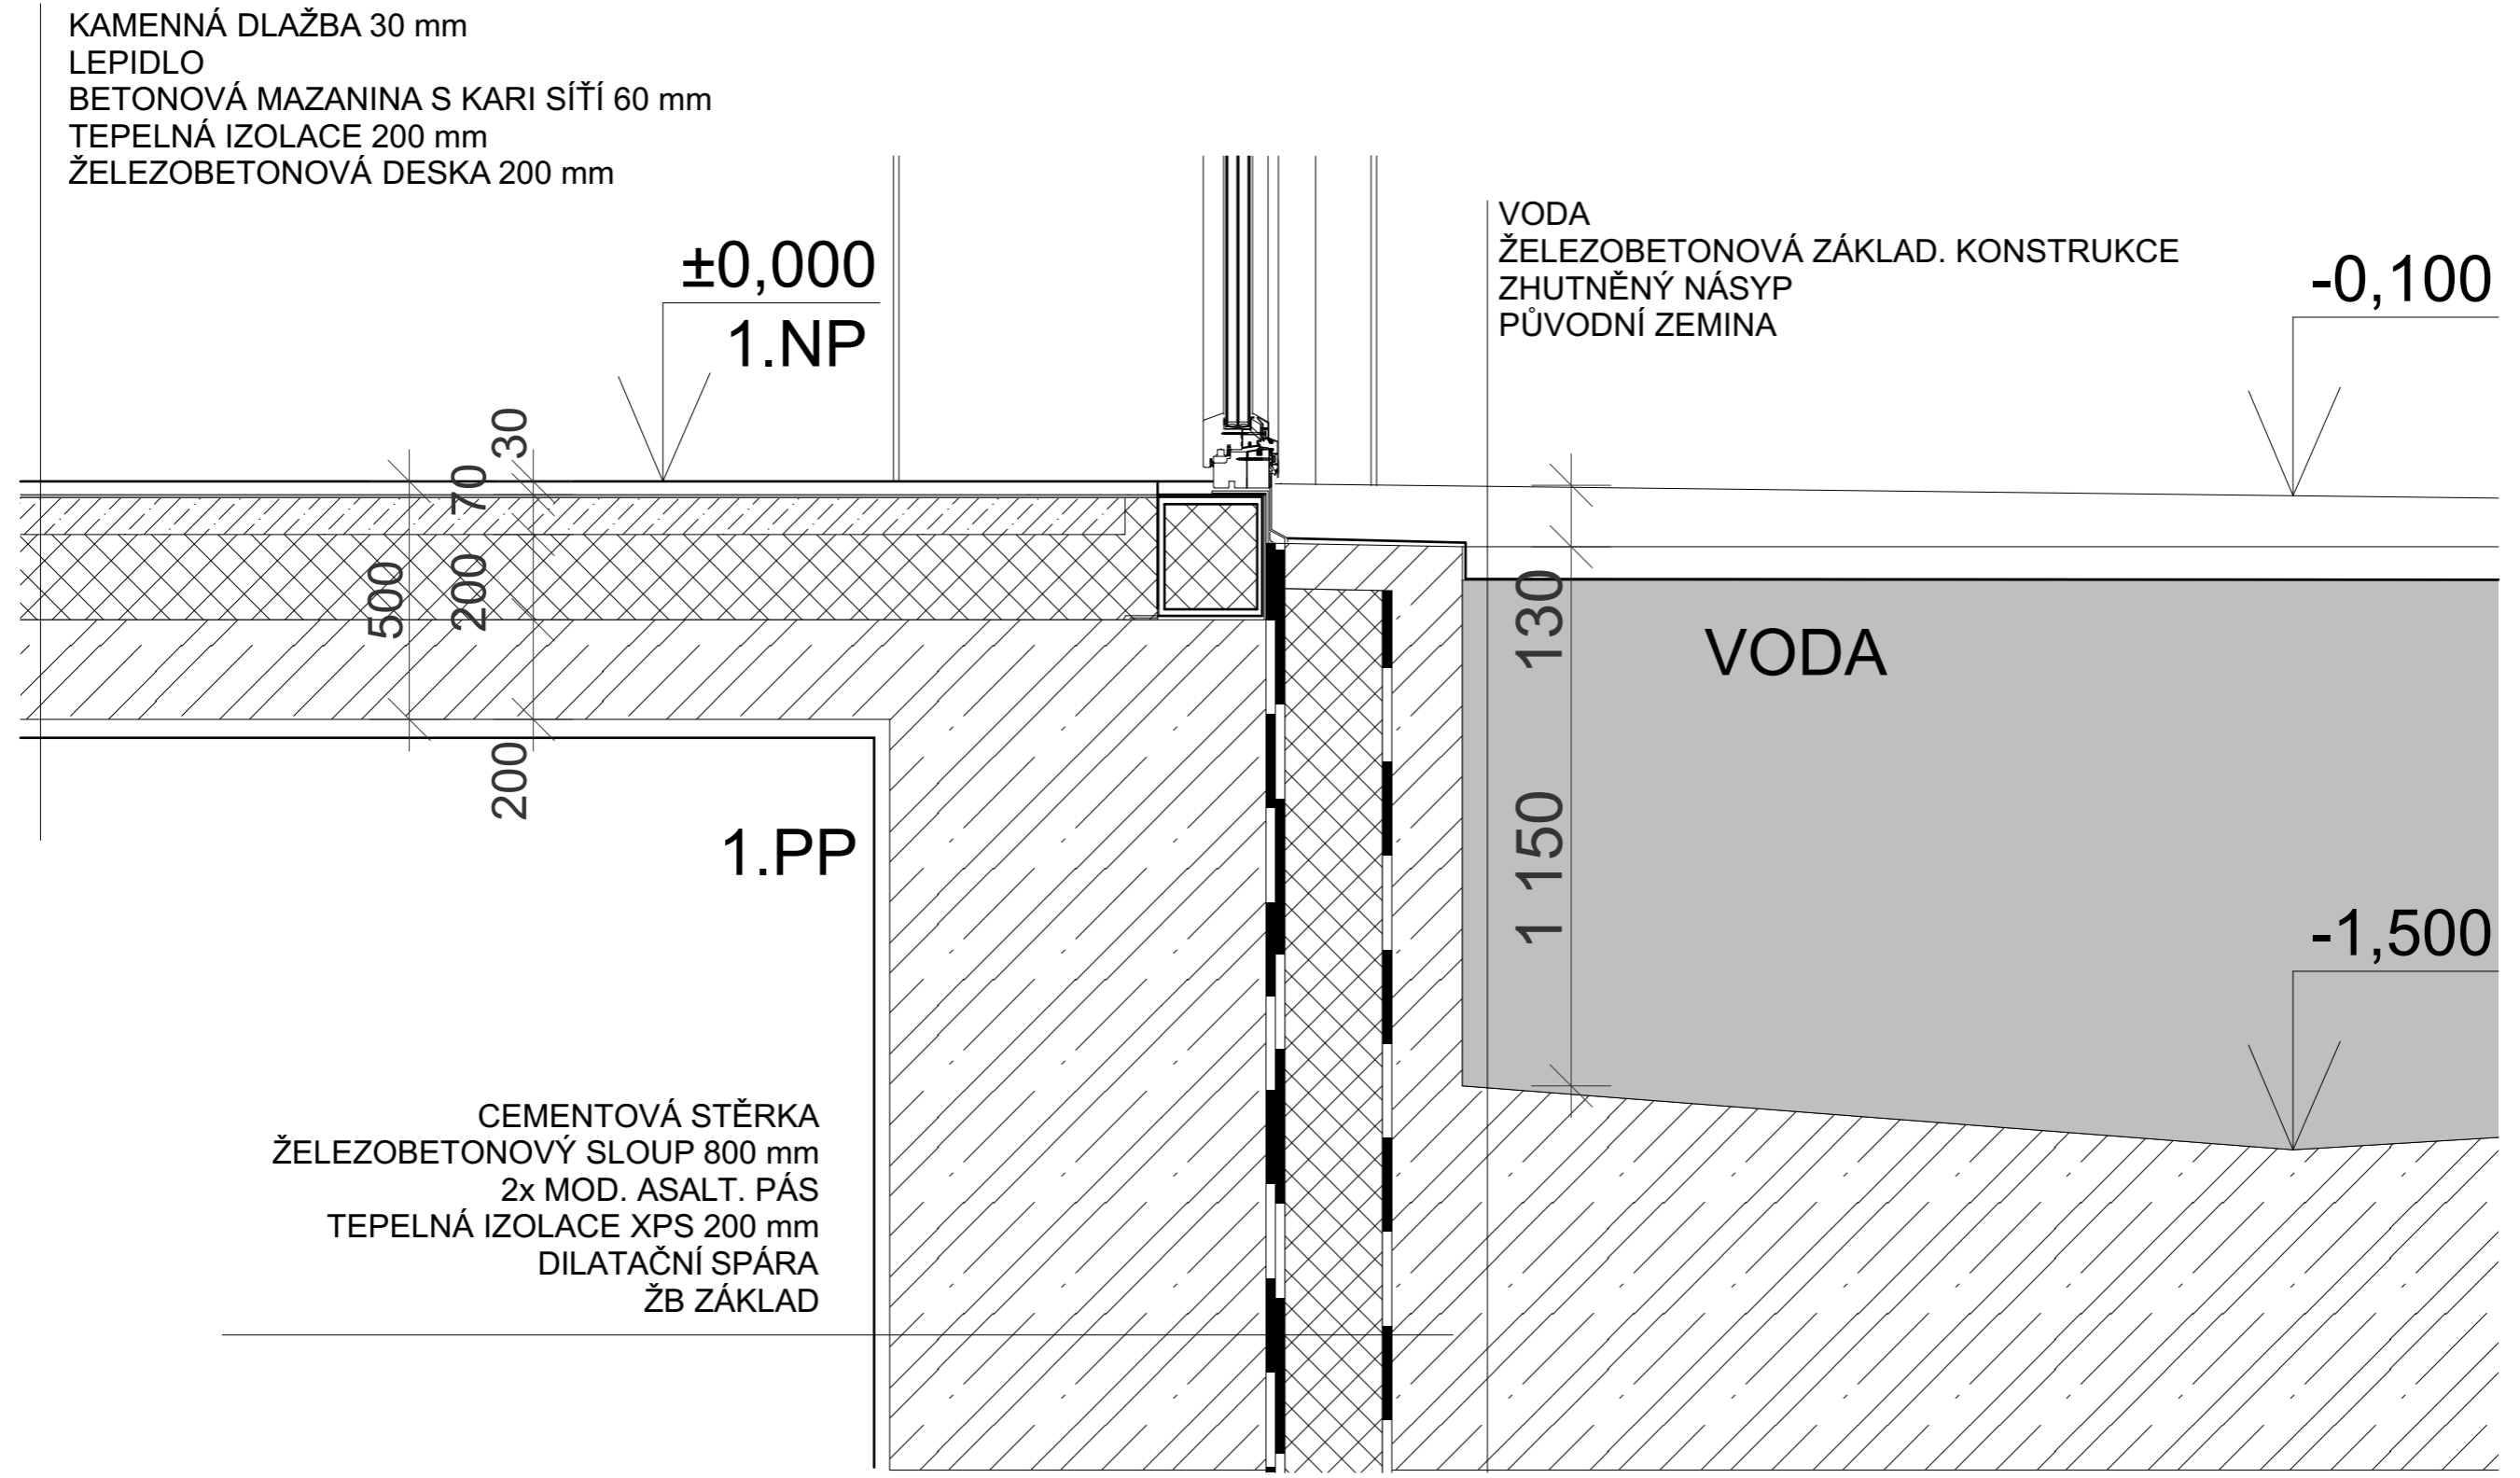 KAMENNÁ DLAŽBA 30 mm
LEPIDLO
BETONOVÁ MAZANINA S KARI SÍŤÍ 60 mm
TEPELNÁ IZOLACE 200 mm
ŽELEZOBETONOVÁ DESKA 200 mm
±0,000
1.NP
VODA
ŽELEZOBETONOVÁ ZÁKLAD. KONSTRUKCE
ZHUTNĚNÝ NÁSYP
PŮVODNÍ ZEMINA
-0,100
30
70
200
500
200
130
1 150
VODA
1.PP
-1,500
CEMENTOVÁ STĚRKA
ŽELEZOBETONOVÝ SLOUP 800 mm
2x MOD. ASALT. PÁS
TEPELNÁ IZOLACE XPS 200 mm
DILATAČNÍ SPÁRA
ŽB ZÁKLAD